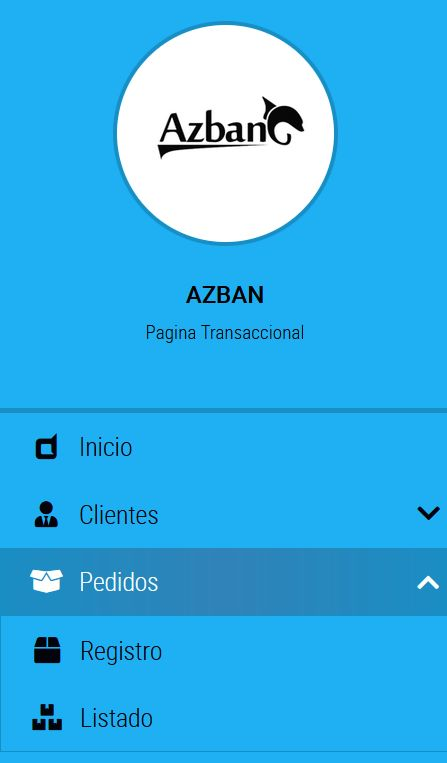 Azban
AZBAN
Pagina Transaccional
Inicio
Clientes
Pedidos
Registro
Listado